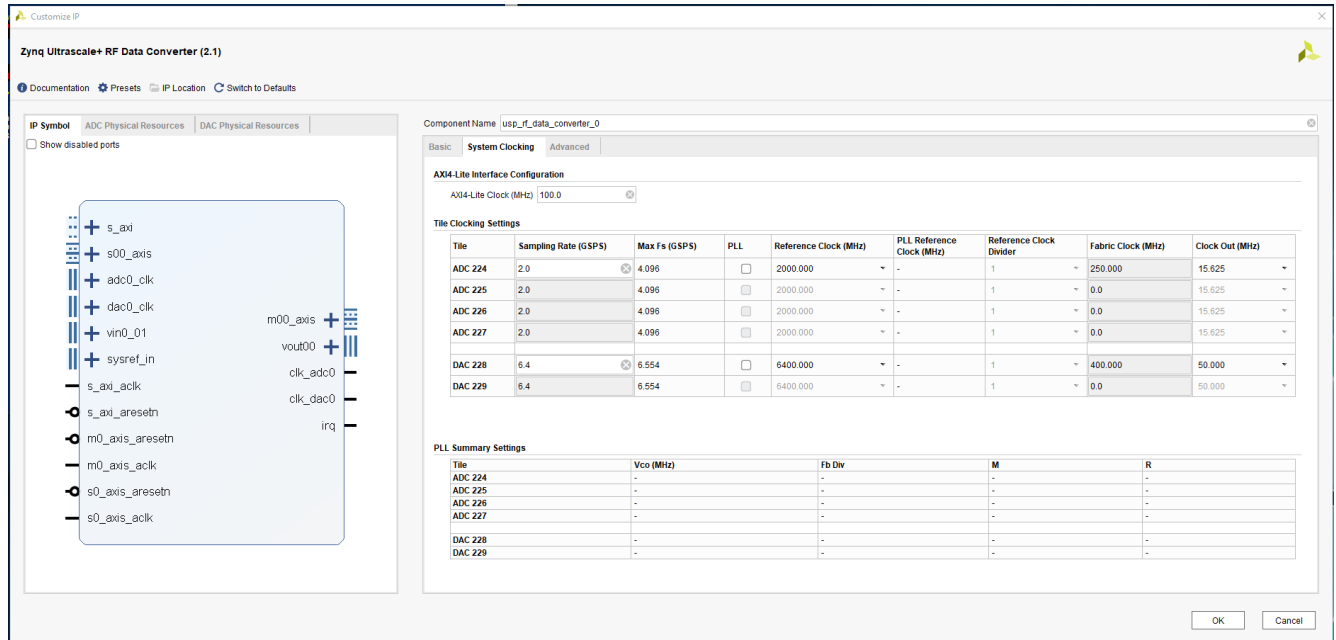 Customize IP
Zynq Ultrascale+ RF Data Converter (2.1)
Documentation Presets IP Location Switch to Defaults
IP Symbol ADC Physical Resources DAC Physical Resources
Show disabled ports
s_axi
s00_axis
adc0_clk
dac0_clk
vin0_01
sysref_in
s_axi_aclk
s_axi_aresetn
m0_axis_aresetn
m0_axis_aclk
s0_axis_aresetn
s0_axis_aclk
m00_axis
vout00
clk_adc0
clk_dac0
irq
Component Name usp_rf_data_converter_0
Basic System Clocking Advanced
AXI4-Lite Interface Configuration
AXI4-Lite Clock (MHz) 100.0
Tile Clocking Settings
Tile Sampling Rate (GSPS) Max Fs (GSPS) PLL Reference Clock (MHz) PLL Reference Clock (MHz) Reference Clock Divider Fabric Clock (MHz) Clock Out (MHz)
ADC 224 2.0 4.096 2000.000 - 1 250.000 15.625
ADC 225 2.0 4.096 2000.000 - 1 0.0 15.625
ADC 226 2.0 4.096 2000.000 - 1 0.0 15.625
ADC 227 2.0 4.096 2000.000 - 1 0.0 15.625
DAC 228 6.4 6.554 6400.000 - 1 400.000 50.000
DAC 229 6.4 6.554 6400.000 - 1 0.0 50.000
PLL Summary Settings
Tile Vco (MHz) Fb Div M R
ADC 224 - - - -
ADC 225 - - - -
ADC 226 - - - -
ADC 227 - - - -
DAC 228 - - - -
DAC 229 - - - -
OK Cancel